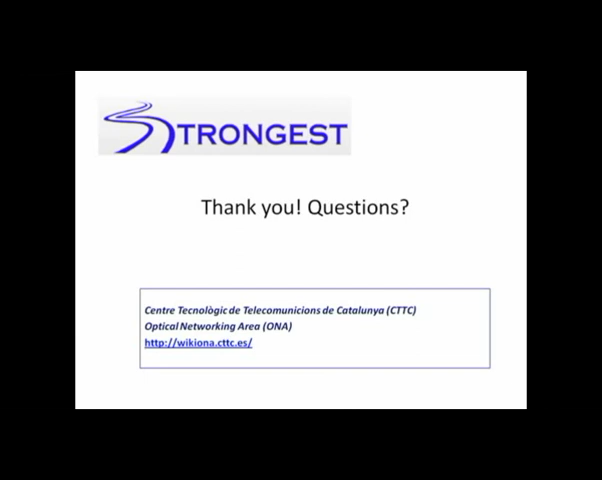 STRONGEST
Thank you! Questions?
Centre Tecnològic de Telecomunicions de Catalunya (CTTC)
Optical Networking Area (ONA)
http://wikiona.cttc.es/